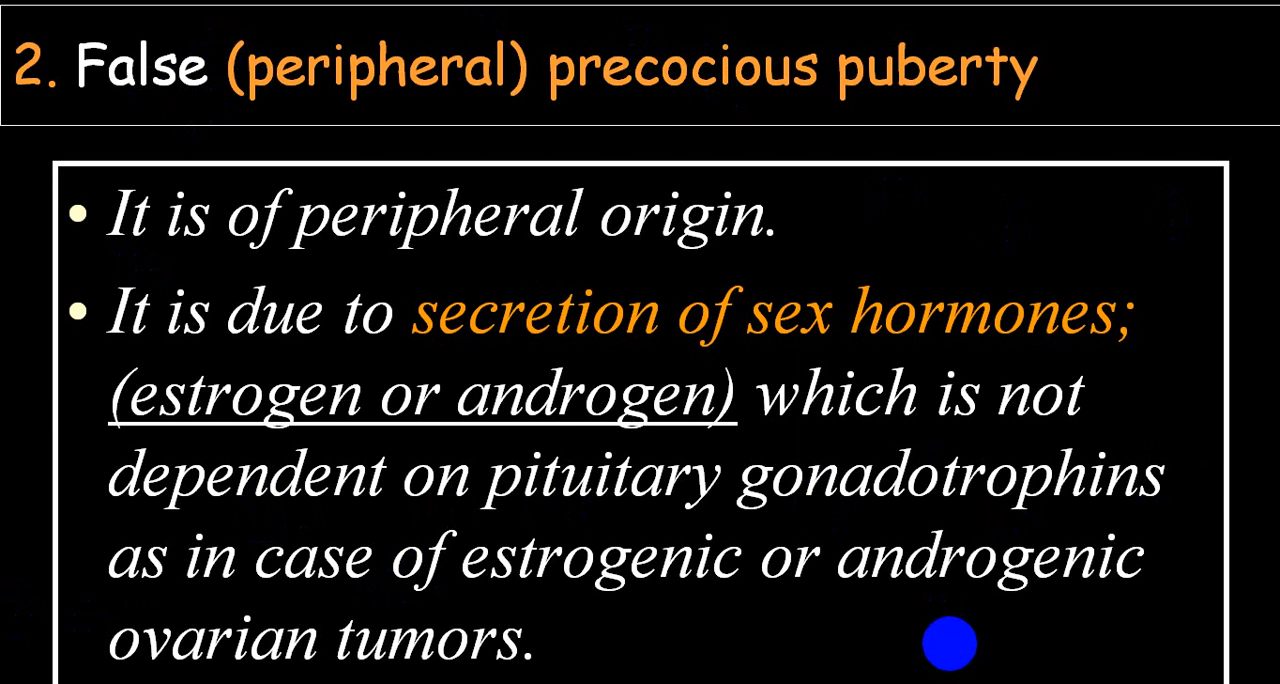 2. False (peripheral) precocious puberty
• It is of peripheral origin.
• It is due to secretion of sex hormones;
(estrogen or androgen) which is not
dependent on pituitary gonadotrophins
as in case of estrogenic or androgenic
ovarian tumors.